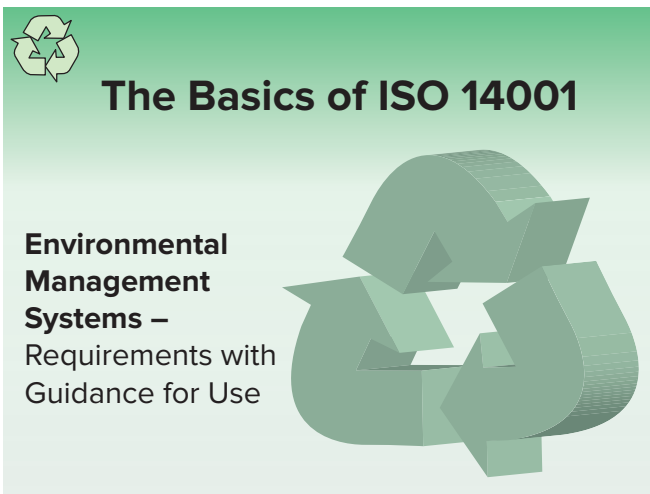 The Basics of ISO 14001
Environmental
Management
Systems –
Requirements with
Guidance for Use